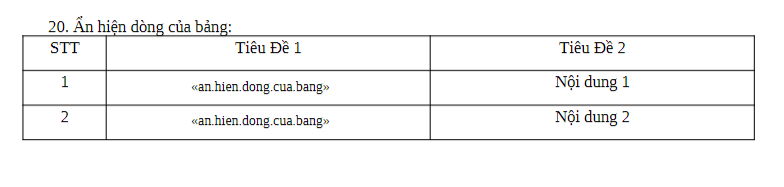 20. Ẩn hiện dòng của bảng:
STT Tiêu Đề 1 Tiêu Đề 2
1 «an.hien.dong.cua.bang» Nội dung 1
2 «an.hien.dong.cua.bang» Nội dung 2